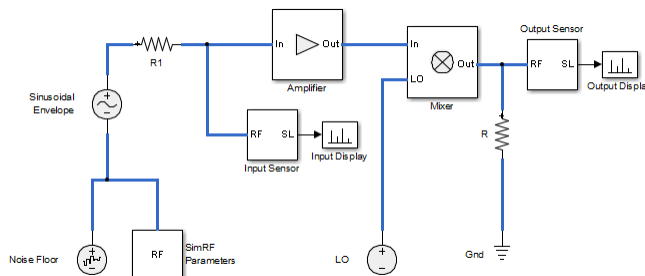 R1
In
Out
Amplifier
Sinusoidal
Envelope
RF
SL
Input Sensor
Input Display
In
LO
Out
Mixer
Output Sensor
RF
SL
Output Display
R
Noise Floor
RF
SimRF
Parameters
LO
Gnd